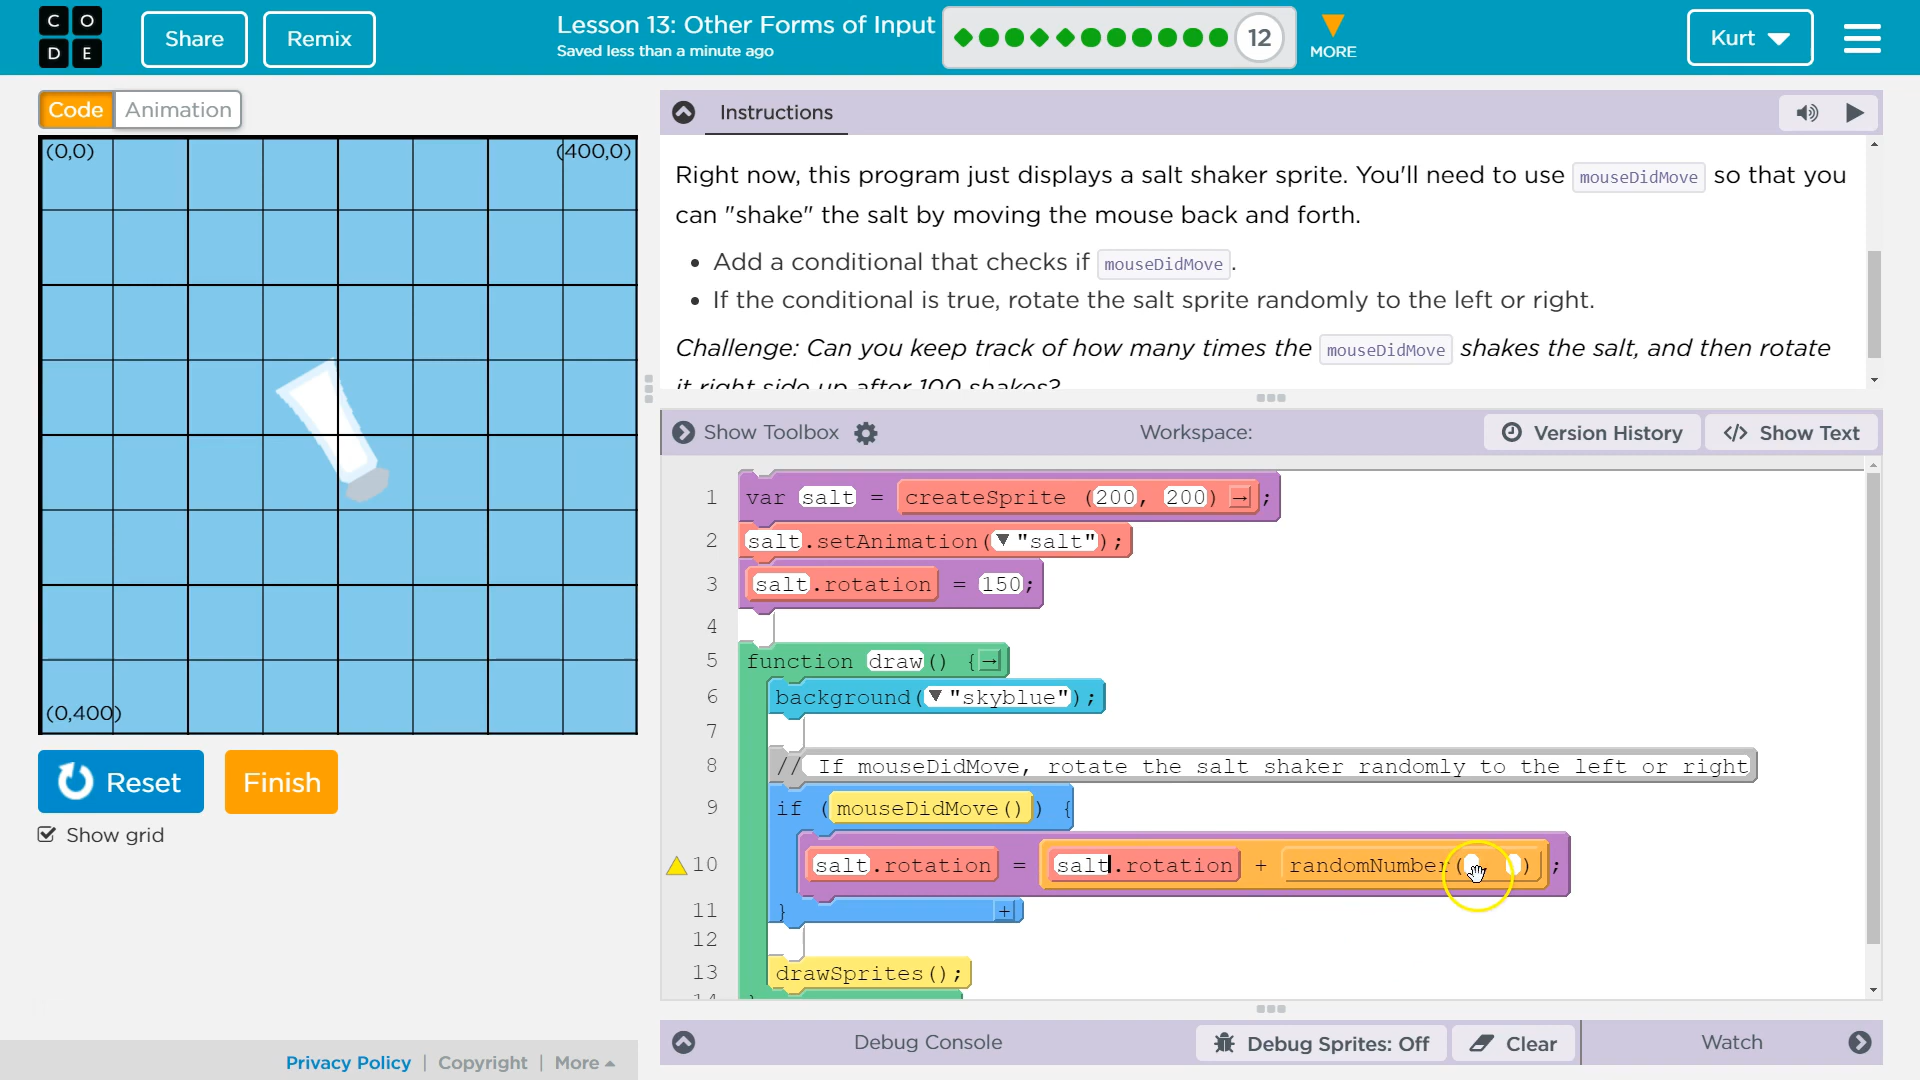 C O
D E
Share
Remix
Lesson 13: Other Forms of Input
Saved less than a minute ago
12
MORE
Kurt
Code
Animation
(0,0)
(400,0)
(0,400)
Reset
Finish
Show grid
Instructions
Right now, this program just displays a salt shaker sprite. You'll need to use mouseDidMove so that you
can "shake" the salt by moving the mouse back and forth.
• Add a conditional that checks if mouseDidMove.
• If the conditional is true, rotate the salt sprite randomly to the left or right.
Challenge: Can you keep track of how many times the mouseDidMove shakes the salt, and then rotate
it right side up after 100 shakes?
Show Toolbox
Workspace:
Version History
</> Show Text
1 var salt = createSprite (200, 200) → ;
2 salt.setAnimation(▼ "salt");
3 salt.rotation = 150;
4
5 function draw() { →
6 background(▼ "skyblue");
7
8 // If mouseDidMove, rotate the salt shaker randomly to the left or right
9 if (mouseDidMove()) {
10 salt.rotation = salt.rotation + randomNumber( , );
11 } +
12
13 drawSprites();
14 }
Debug Console
Debug Sprites: Off
Clear
Watch
Privacy Policy | Copyright | More